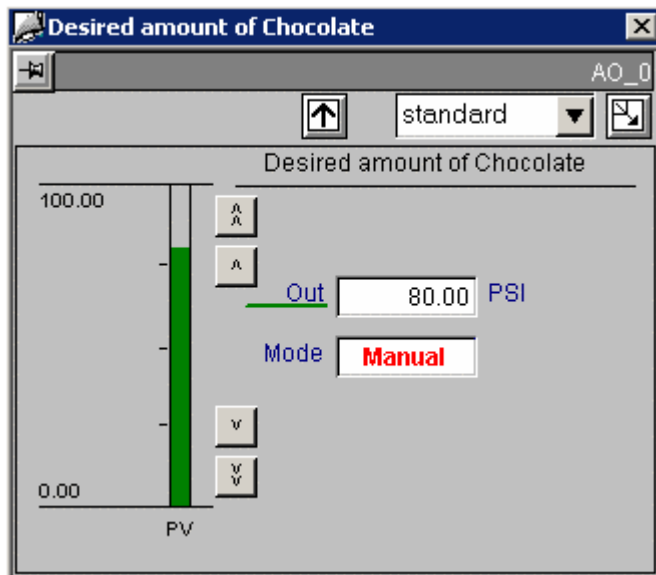 Desired amount of Chocolate
AO_0
standard
Desired amount of Chocolate
100.00
Out 80.00 PSI
Mode Manual
0.00
PV